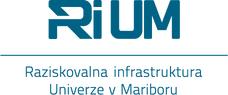 RI UM
Raziskovalna infrastruktura
Univerze v Mariboru